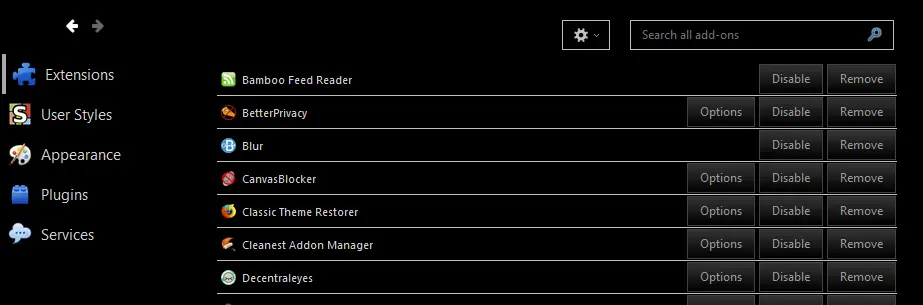 Search all add-ons
Extensions
User Styles
Appearance
Plugins
Services
Bamboo Feed Reader Disable Remove
BetterPrivacy Options Disable Remove
Blur Disable Remove
CanvasBlocker Options Disable Remove
Classic Theme Restorer Options Disable Remove
Cleanest Addon Manager Options Disable Remove
Decentraleyes Options Disable Remove